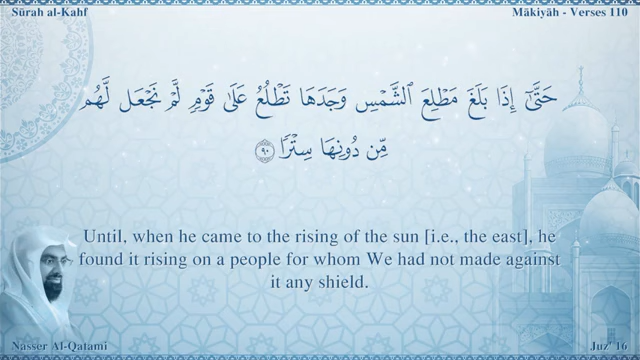 Sūrah al-Kahf
Mākiyāh - Verses 110
حَتَّىٰٓ إِذَا بَلَغَ مَطْلِعَ ٱلشَّمْسِ وَجَدَهَا تَطْلُعُ عَلَىٰ قَوْمٍ لَّمْ نَجْعَل لَّهُم
مِّن دُونِهَا سِتْرًا ٩٠
Until, when he came to the rising of the sun [i.e., the east], he
found it rising on a people for whom We had not made against
it any shield.
Nasser Al-Qatami
Juz' 16